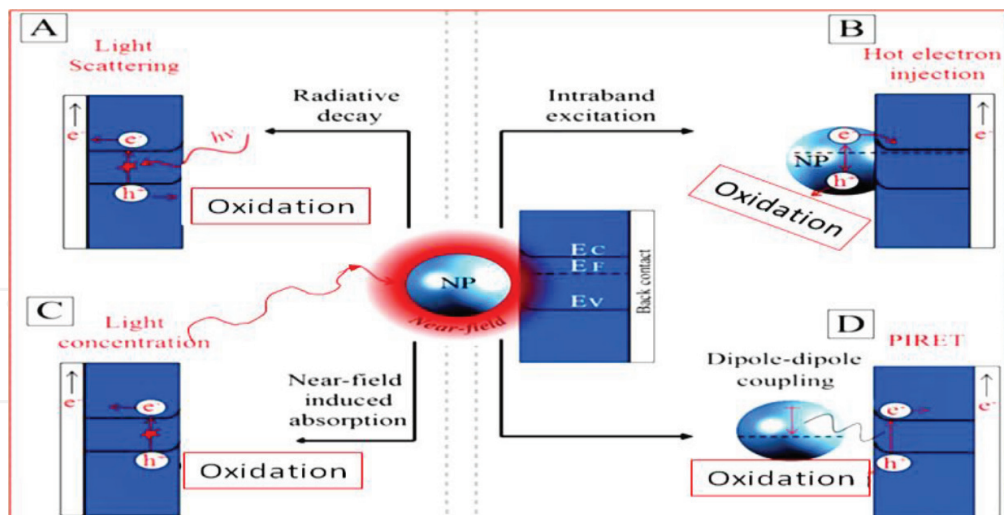 A
Light
Scattering
Radiative
decay
↑
e⁻
e⁻
hν
h⁺
Oxidation
B
Hot electron
injection
Intraband
excitation
↑
e⁻
e
NP
h⁺
Oxidation
NP
Near-field
EC
EF
EV
Back contact
C
Light
concentration
Near-field
induced
absorption
↑
e⁻
e⁻
h⁺
Oxidation
D
PIRET
Dipole-dipole
coupling
↑
e⁻
e⁻
h⁺
Oxidation